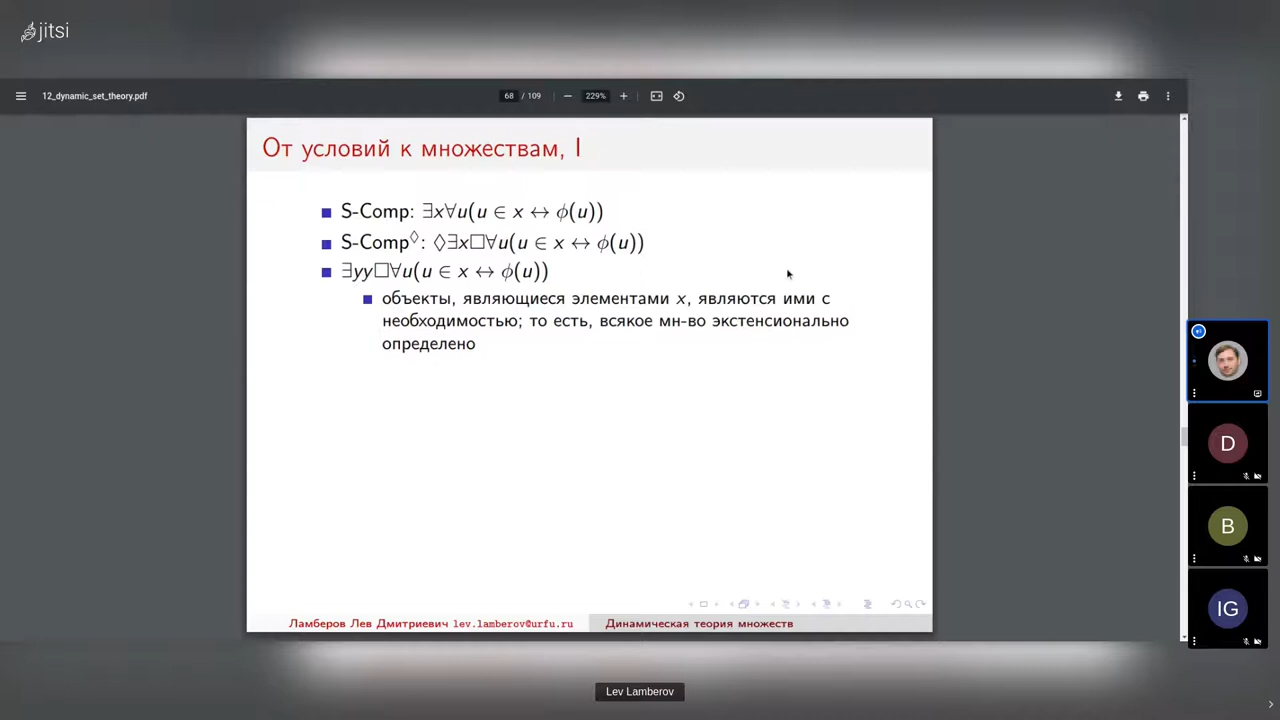 jitsi
12_dynamic_set_theory.pdf
68 / 109
229%
От условий к множествам, I
S-Comp: ∃x∀u(u ∈ x ↔ ϕ(u))
S-Comp◊: ◊∃x□∀u(u ∈ x ↔ ϕ(u))
∃yy□∀u(u ∈ x ↔ ϕ(u))
объекты, являющиеся элементами x, являются ими с
необходимостью; то есть, всякое мн-во экстенсионально
определено
Ламберов Лев Дмитриевич lev.lamberov@urfu.ru
Динамическая теория множеств
D
B
IG
Lev Lamberov